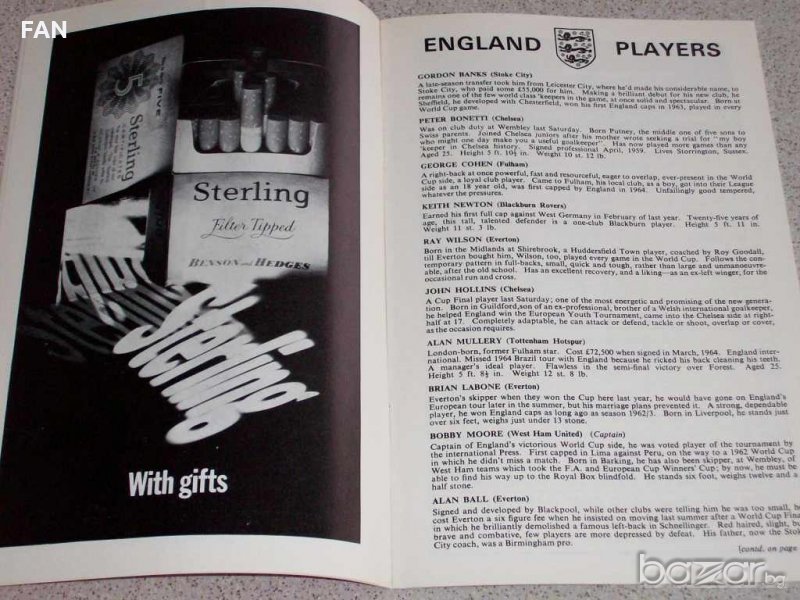 FAN
5
Sterling
Sterling
Filter Tipped
BENSON and HEDGES
Sterling
With gifts
ENGLAND PLAYERS
GORDON BANKS (Stoke City)
A late-season transfer took him from Leicester City, where he'd made his considerable name, to
Stoke City, who paid some £55,000 for him. Making a brilliant debut for his new club, he
remains one of the few world class 'keepers in the game, at once solid and spectacular. Born at
Sheffield, he developed with Chesterfield, won his first England caps in 1963, played in every
World Cup game.
PETER BONETTI (Chelsea)
Was on club duty at Wembley last Saturday. Born Putney, the middle one of five sons to
Swiss parents. Joined Chelsea juniors after his mother wrote seeking a trial for "my boy
who might one day make you a useful goalkeeper". Has now played more games than any
'keeper in Chelsea history. Signed professional April, 1959. Lives Storrington, Sussex.
Aged 25. Height 5 ft. 10½ in. Weight 10 st. 12 lb.
GEORGE COHEN (Fulham)
A right-back at once powerful, fast and resourceful, eager to overlap, ever-present in the World
Cup side, a loyal club player. Came to Fulham, his local club, as a boy, got into their League
side as an 18 year old, was first capped by England in 1964. Unfailingly good tempered,
whatever the pressures.
KEITH NEWTON (Blackburn Rovers)
Earned his first full cap against West Germany in February of last year. Twenty-five years of
age, this tall, talented defender is a one-club Blackburn player. Height 5 ft. 11 in.
Weight 11 st. 3 lb.
RAY WILSON (Everton)
Born in the Midlands at Shirebrook, a Huddersfield Town player, coached by Roy Goodall,
till Everton bought him, Wilson, too, played every game in the World Cup. Follows the con-
temporary pattern in full-backs, small, quick and tough, rather than large and unmanoeuvre-
able, after the old school. Has an excellent recovery, and a liking—as an ex-left winger, for the
occasional run and cross.
JOHN HOLLINS (Chelsea)
A Cup Final player last Saturday; one of the most energetic and promising of the new genera-
tion. Born in Guildford, son of an ex-professional, brother of a Welsh international goalkeeper,
he helped England win the European Youth Tournament, came into the Chelsea side at right-
half at 17. Completely adaptable, he can attack or defend, tackle or shoot, overlap or cover,
as the occasion requires.
ALAN MULLERY (Tottenham Hotspur)
London-born, former Fulham star. Cost £72,500 when signed in March, 1964. England inter-
national. Missed 1964 Brazil tour with England because he ricked his back cleaning his teeth.
A manager's ideal player. Flawless in the semi-final victory over Forest. Aged 25.
Height 5 ft. 8½ in. Weight 12 st. 8 lb.
BRIAN LABONE (Everton)
Everton's skipper when they won the Cup here last year, he would have gone on England's
European tour later in the summer, but his marriage plans prevented it. A strong, dependable
player, he won England caps as long ago as season 1962/3. Born in Liverpool, he stands just
over six feet, weighs just under 13 stone.
BOBBY MOORE (West Ham United) (Captain)
Captain of England's victorious World Cup side, he was voted player of the tournament by
the international Press. First capped in Lima against Peru, on the way to a 1962 World Cup
in which he didn't miss a match. Born in Barking, he has also been skipper, at Wembley, of
West Ham teams which took the F.A. and European Cup Winners' Cup; by now, he must be
able to find his way up to the Royal Box blindfold. He stands six foot, weighs twelve and a
half stone.
ALAN BALL (Everton)
Signed and developed by Blackpool, while other clubs were telling him he was too small, he
cost Everton a six figure fee when he insisted on moving last summer after a World Cup Final
in which he brilliantly demolished a famous left-back in Schnellinger. Red haired, slight, but
brave and combative, few players are more depressed by defeat. His father, now the Stoke
City coach, was a Birmingham pro.
(contd. on page
bazar.bg